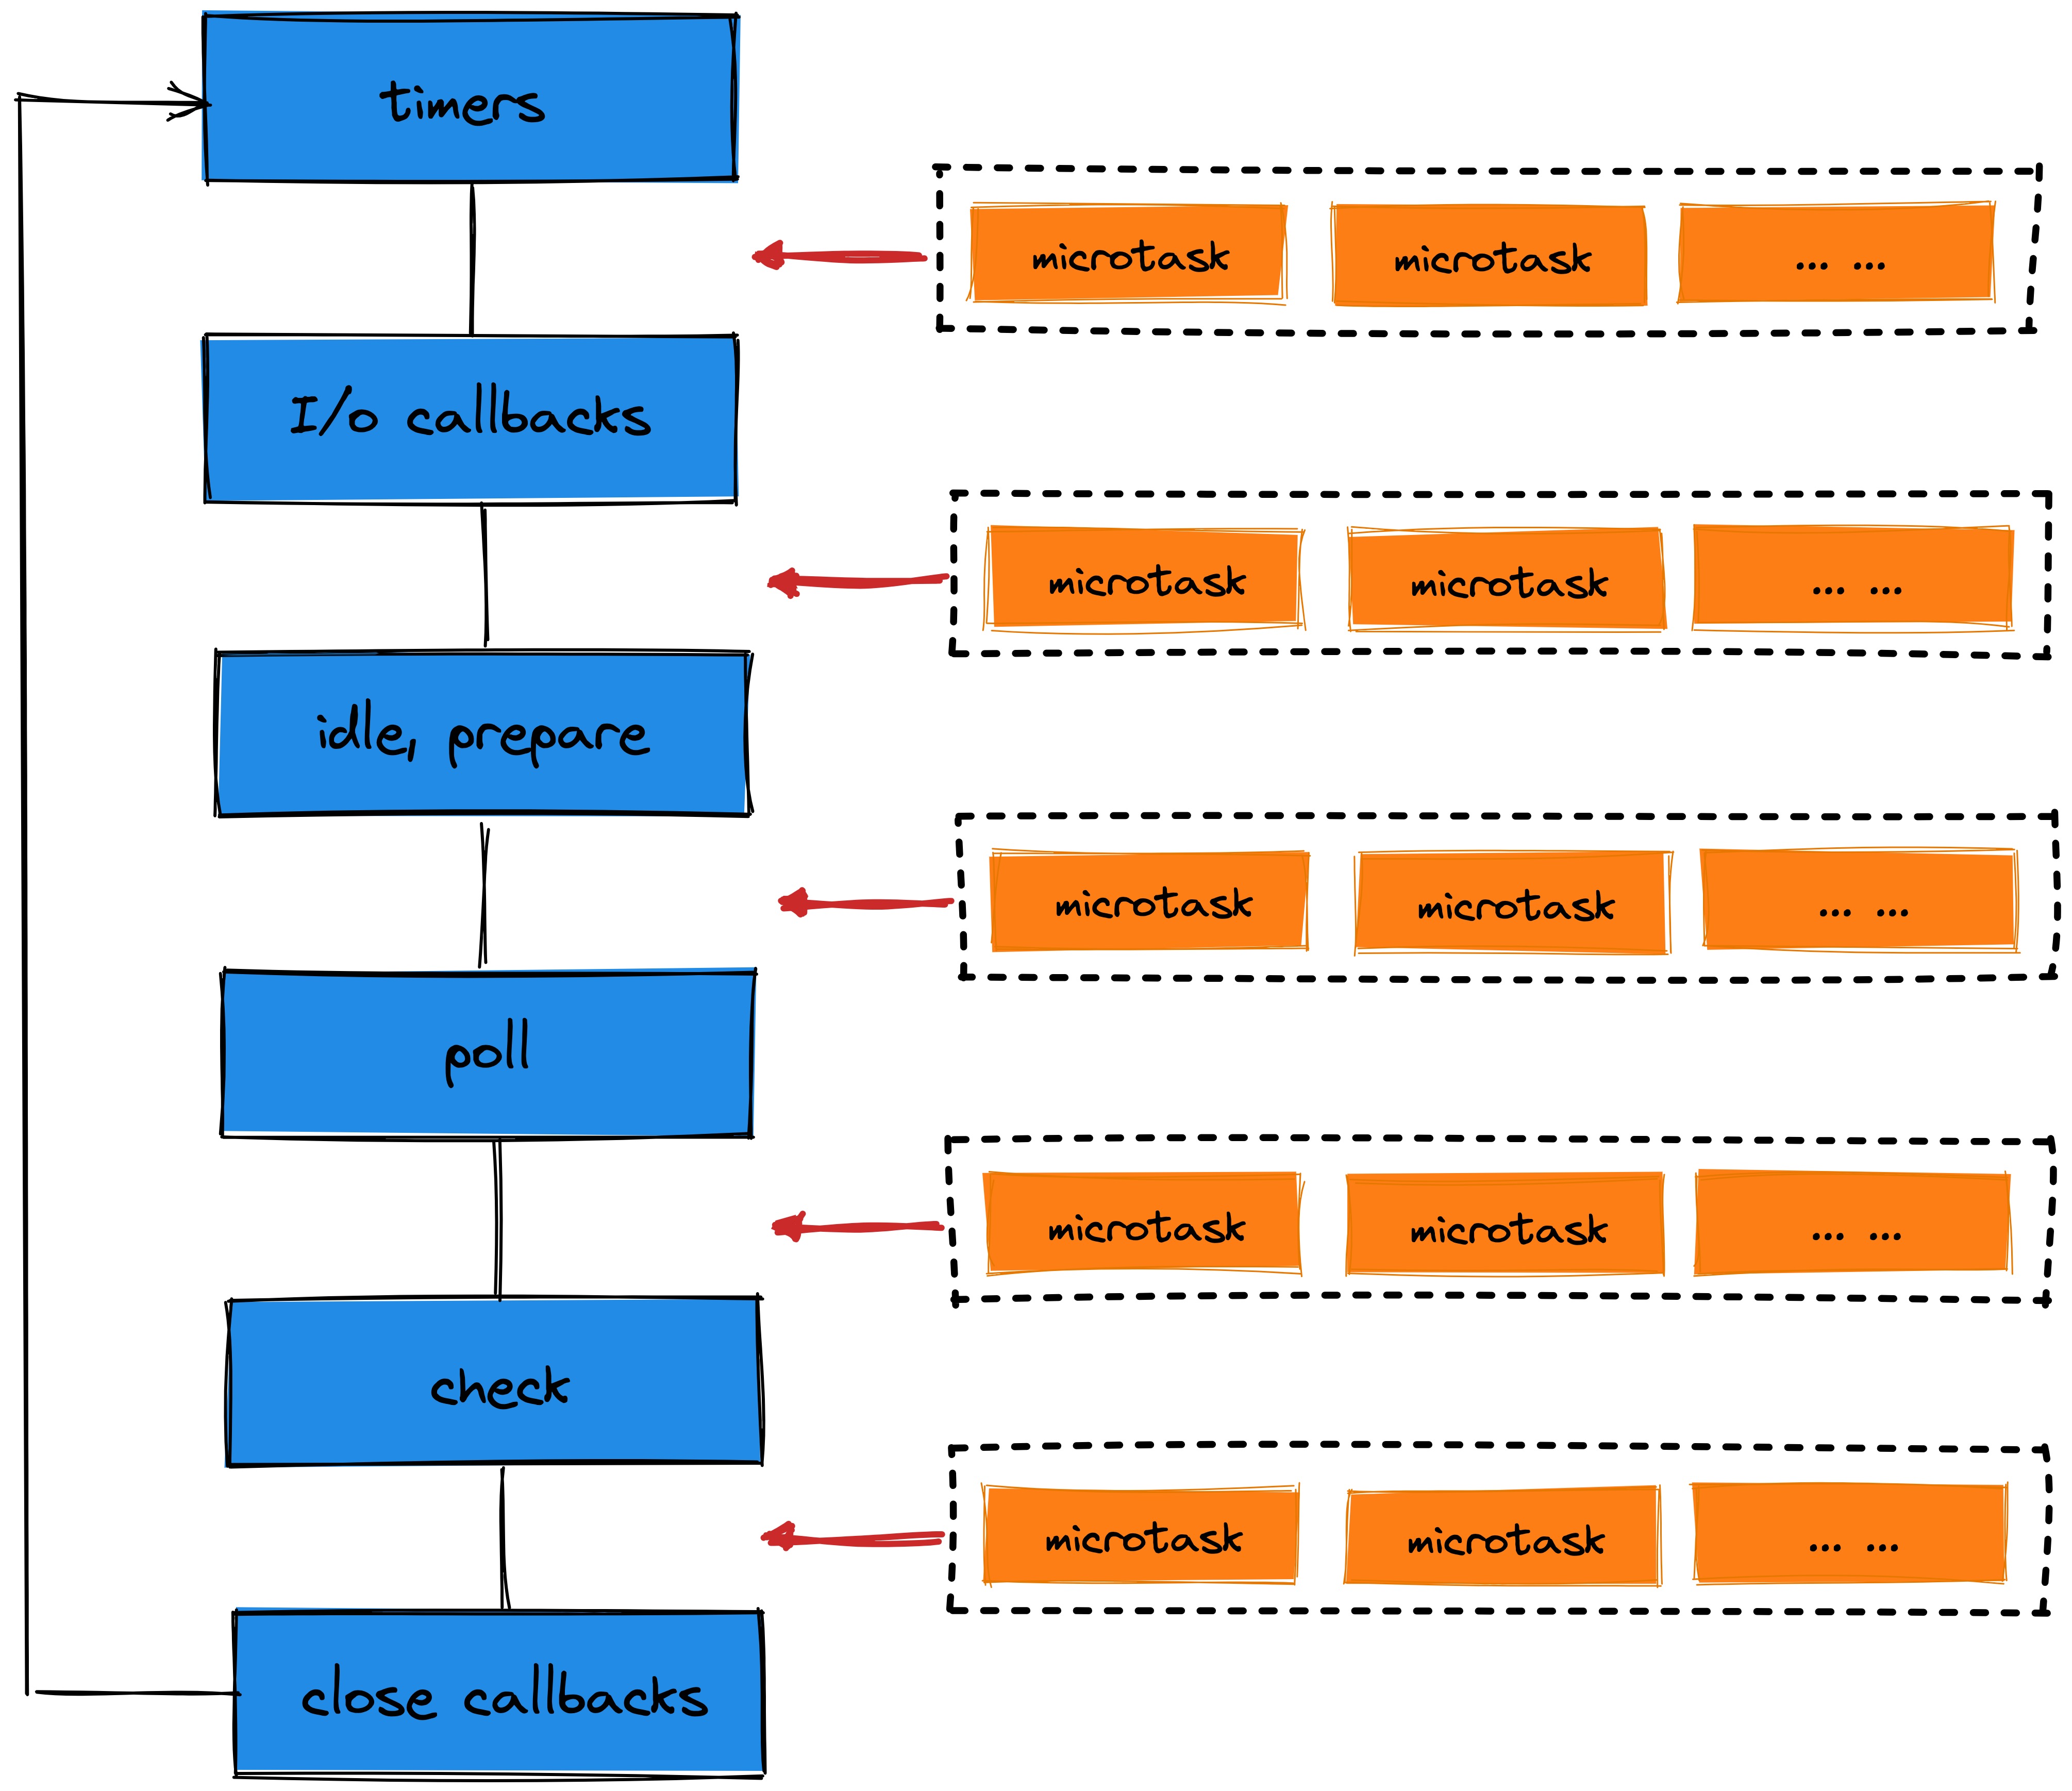 timers
microtask microtask ... ...
I/o callbacks
microtask microtask ... ...
idle, prepare
microtask microtask ... ...
poll
microtask microtask ... ...
check
microtask microtask ... ...
close callbacks